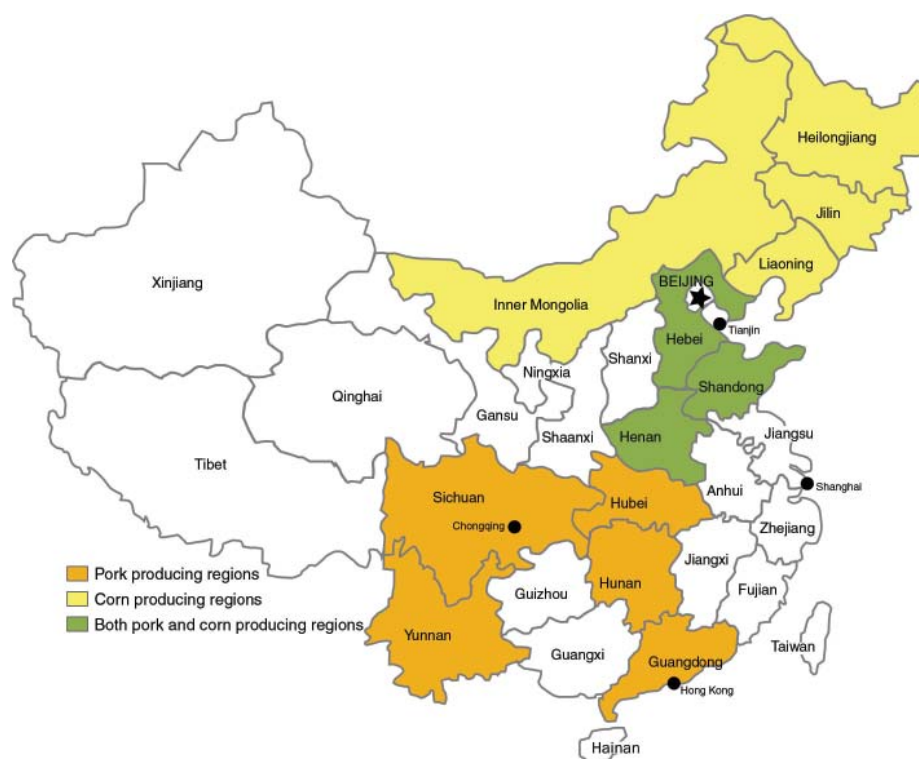 Heilongjiang
Jilin
Liaoning
BEIJING
Xinjiang
Inner Mongolia
Tianjin
Hebei
Shanxi
Ningxia
Shandong
Qinghai
Gansu
Shaanxi
Henan
Jiangsu
Tibet
Anhui
Shanghai
Sichuan
Hubei
Chongqing
Zhejiang
Jiangxi
Pork producing regions
Hunan
Guizhou
Fujian
Corn producing regions
Both pork and corn producing regions
Yunnan
Taiwan
Guangxi
Guangdong
Hong Kong
Hainan